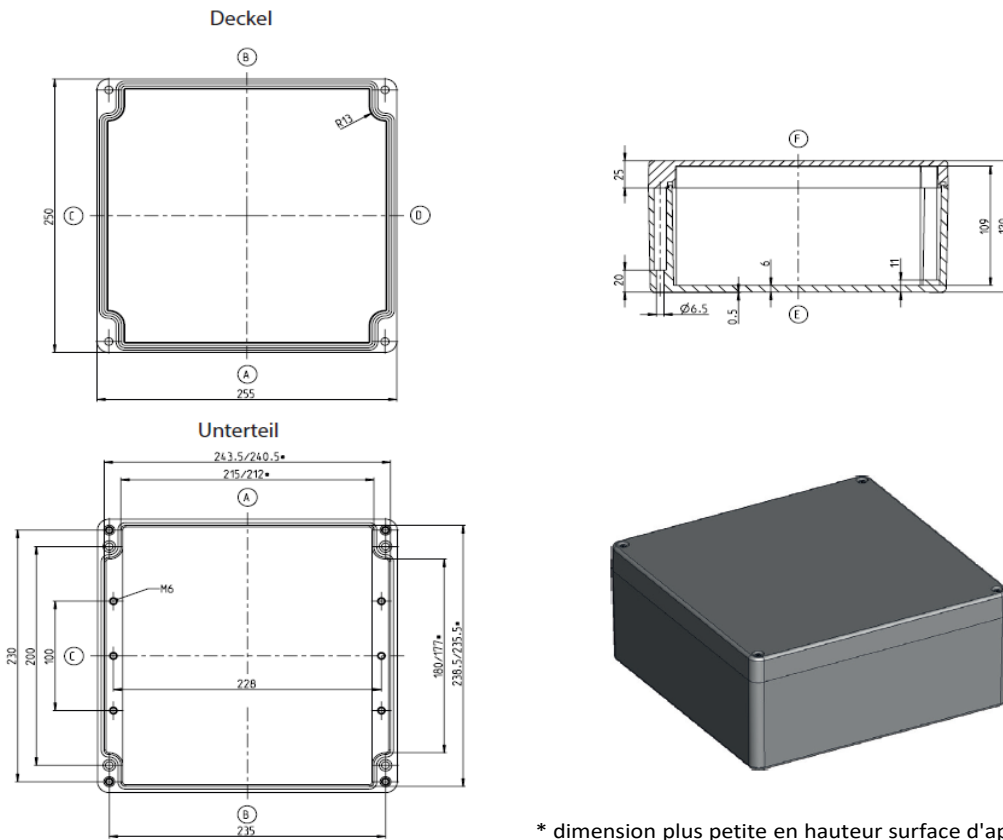 Deckel
B
R13
250
C
D
A
255
F
25
109
20
6
11
Ø6.5
0.5
E
Unterteil
243.5/240.5*
215/212*
A
M6
230
200
100
C
228
180/177*
238.5/235.5*
B
235
* dimension plus petite en hauteur surface d'ap